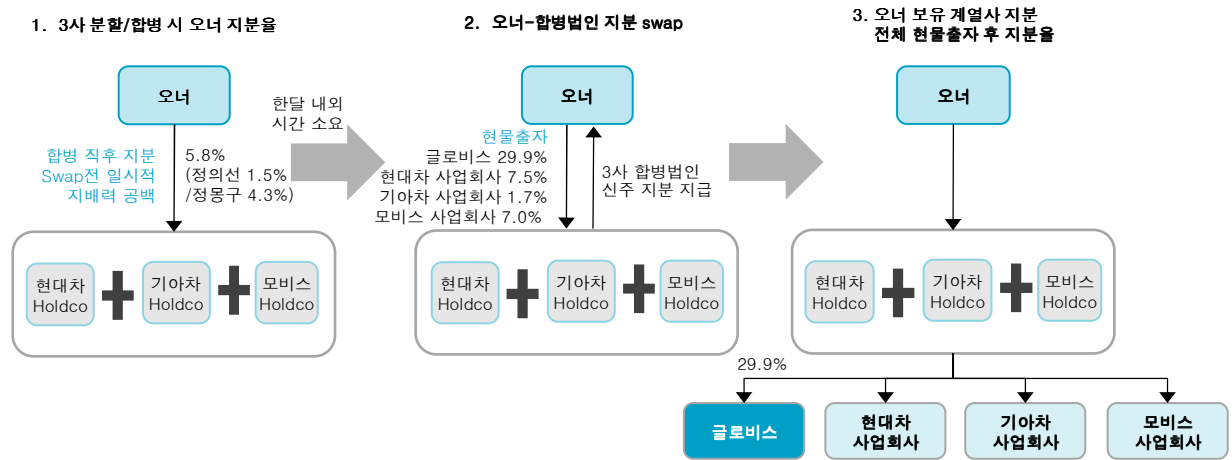 1. 3사 분할/합병 시 오너 지분율
오너
합병 직후 지분
Swap전 일시적
지배력 공백
5.8%
(정의선 1.5%
/정몽구 4.3%)
현대차
Holdco
기아차
Holdco
모비스
Holdco
한달 내외
시간 소요
2. 오너-합병법인 지분 swap
오너
현물출자
글로비스 29.9%
현대차 사업회사 7.5%
기아차 사업회사 1.7%
모비스 사업회사 7.0%
3사 합병법인
신주 지분 지급
현대차
Holdco
기아차
Holdco
모비스
Holdco
3. 오너 보유 계열사 지분
전체 현물출자 후 지분율
오너
현대차
Holdco
기아차
Holdco
모비스
Holdco
29.9%
글로비스
현대차
사업회사
기아차
사업회사
모비스
사업회사